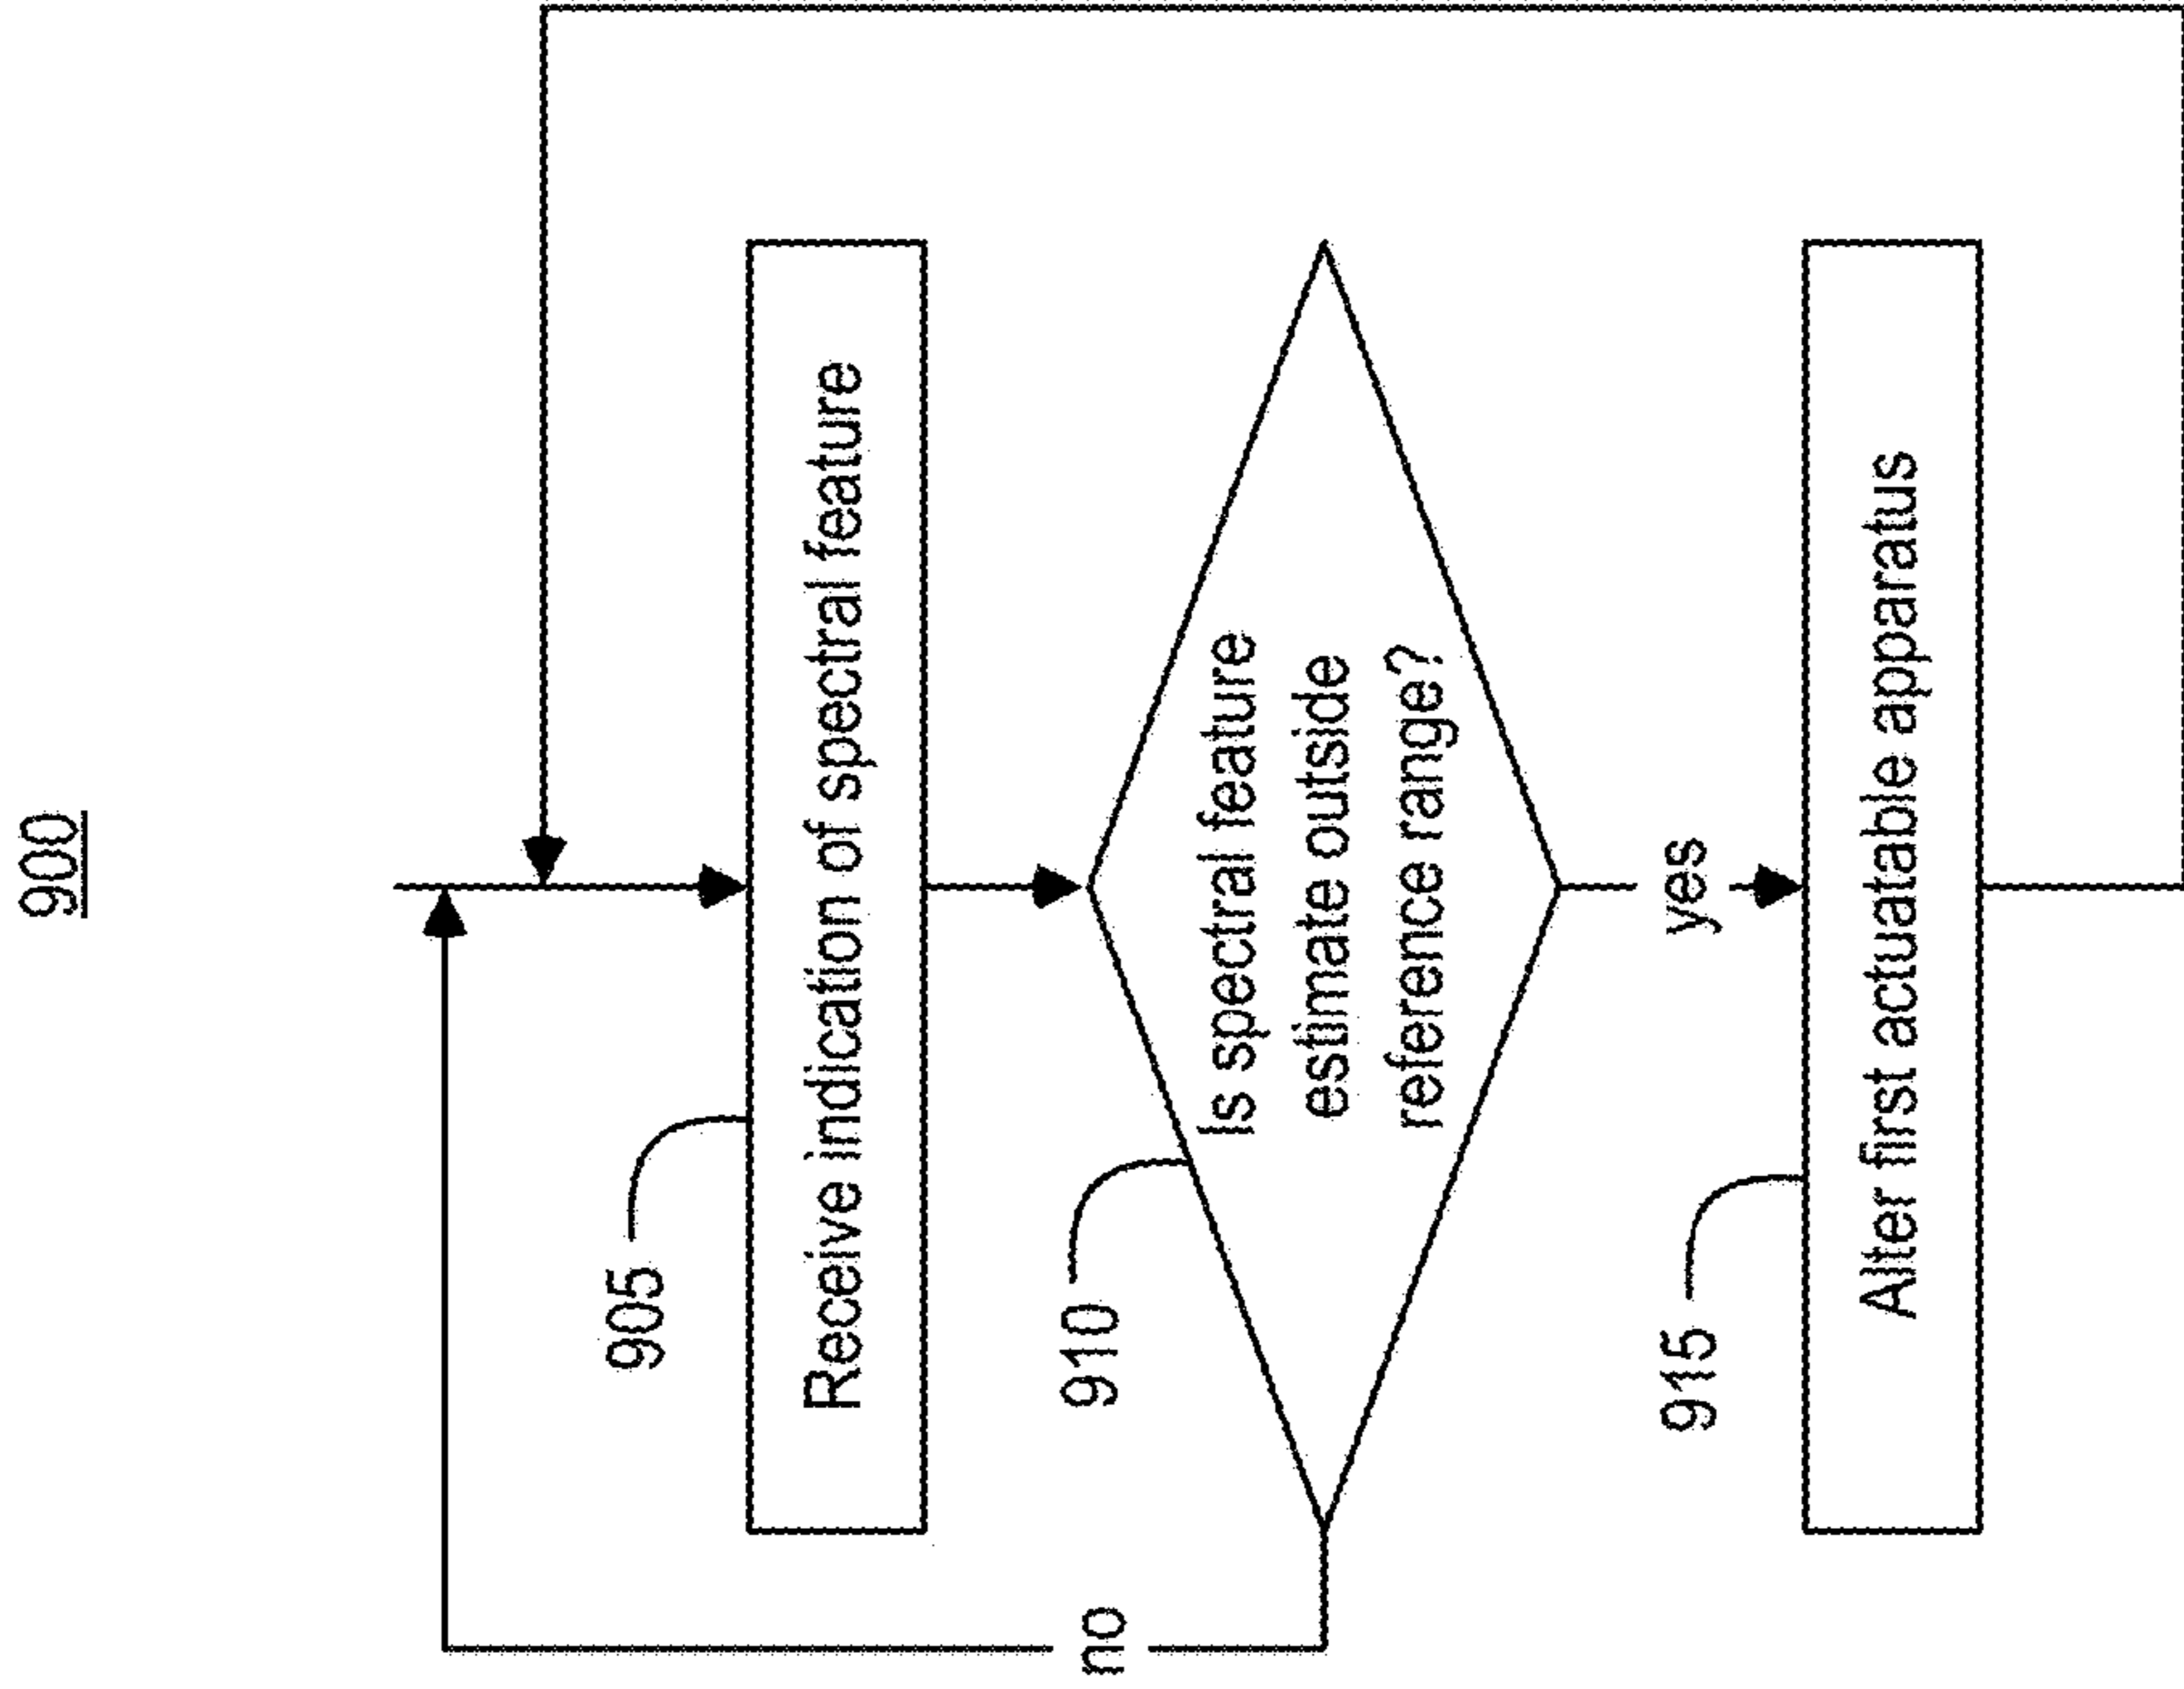 900
905
Receive indication of spectral feature
910
Is spectral feature
estimate outside
reference range?
no
yes
915
Alter first actuatable apparatus